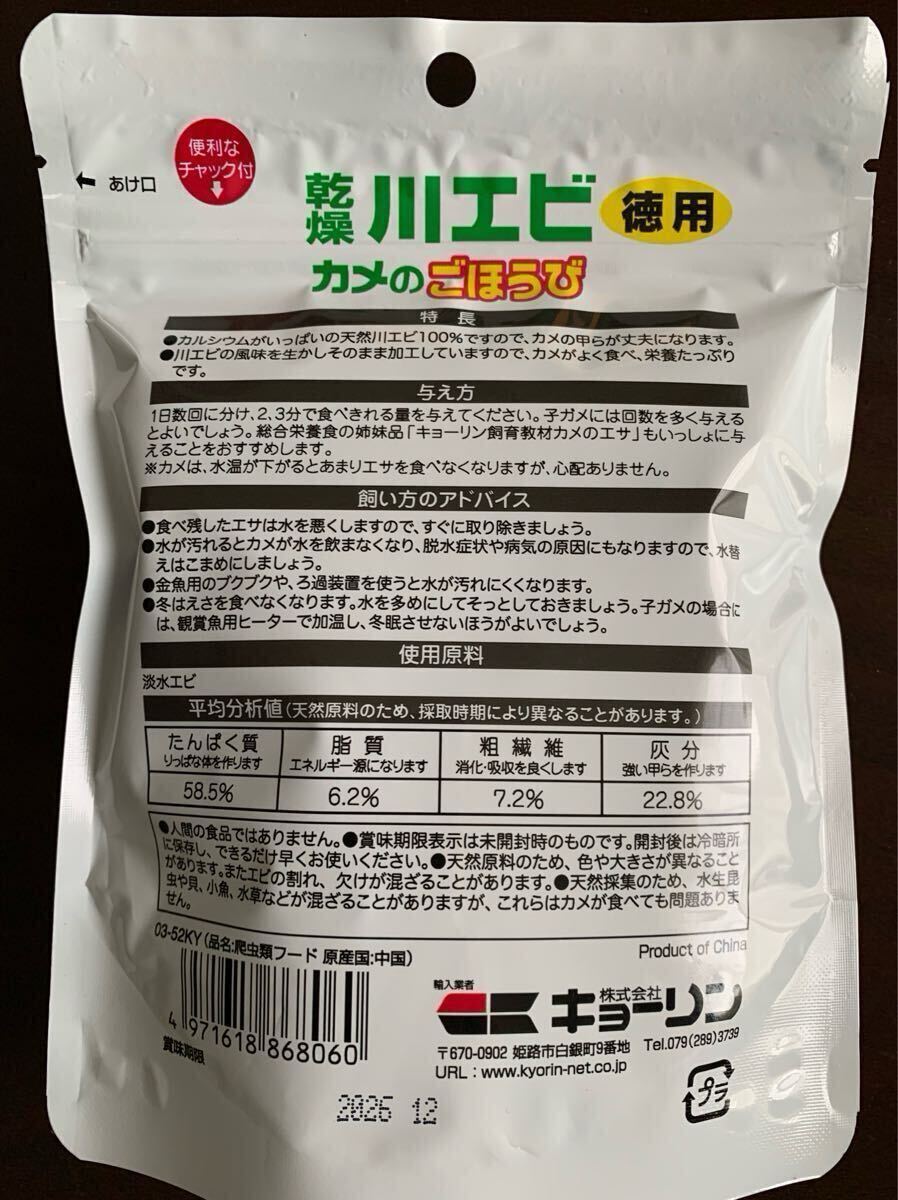 便利な
チャック付
あけ口
乾燥 川エビ 徳用
カメのごほうび
特長
●カルシウムがいっぱいの天然川エビ100%ですので、カメの甲らが丈夫になります。
●川エビの風味を生かしそのまま加工していますので、カメがよく食べ、栄養たっぷり
です。
与え方
1日数回に分け、2、3分で食べきれる量を与えてください。子ガメには回数を多く与える
とよいでしょう。総合栄養食の姉妹品「キョーリン飼育教材カメのエサ」もいっしょに与
えることをおすすめします。
※カメは、水温が下がるとあまりエサを食べなくなりますが、心配ありません。
飼い方のアドバイス
●食べ残したエサは水を悪くしますので、すぐに取り除きましょう。
●水が汚れるとカメが水を飲まなくなり、脱水症状や病気の原因にもなりますので、水替
えはこまめにしましょう。
●金魚用のブクブクや、ろ過装置を使うと水が汚れにくくなります。
●冬はえさを食べなくなります。水を多めにしてそっとしておきましょう。子ガメの場合に
は、観賞魚用ヒーターで加温し、冬眠させないほうがよいでしょう。
使用原料
淡水エビ
平均分析値(天然原料のため、採取時期により異なることがあります。)
たんぱく質 脂質 粗繊維 灰分
りっぱな体を作ります エネルギー源になります 消化・吸収を良くします 強い甲らを作ります
58.5% 6.2% 7.2% 22.8%
●人間の食品ではありません。●賞味期限表示は未開封時のものです。開封後は冷暗所
に保存し、できるだけ早くお使いください。●天然原料のため、色や大きさが異なること
があります。またエビの割れ、欠けが混ざることがあります。●天然採集のため、水生昆
虫や貝、小魚、水草などが混ざることがありますが、これらはカメが食べても問題ありま
せん。
03-52KY(品名:爬虫類フード 原産国:中国)
Product of China
4 971618 868060
賞味期限
輸入業者
株式会社
キョーリン
〒670-0902 姫路市白銀町9番地 Tel.079(289)3739
URL : www.kyorin-net.co.jp
プラ
2026 12